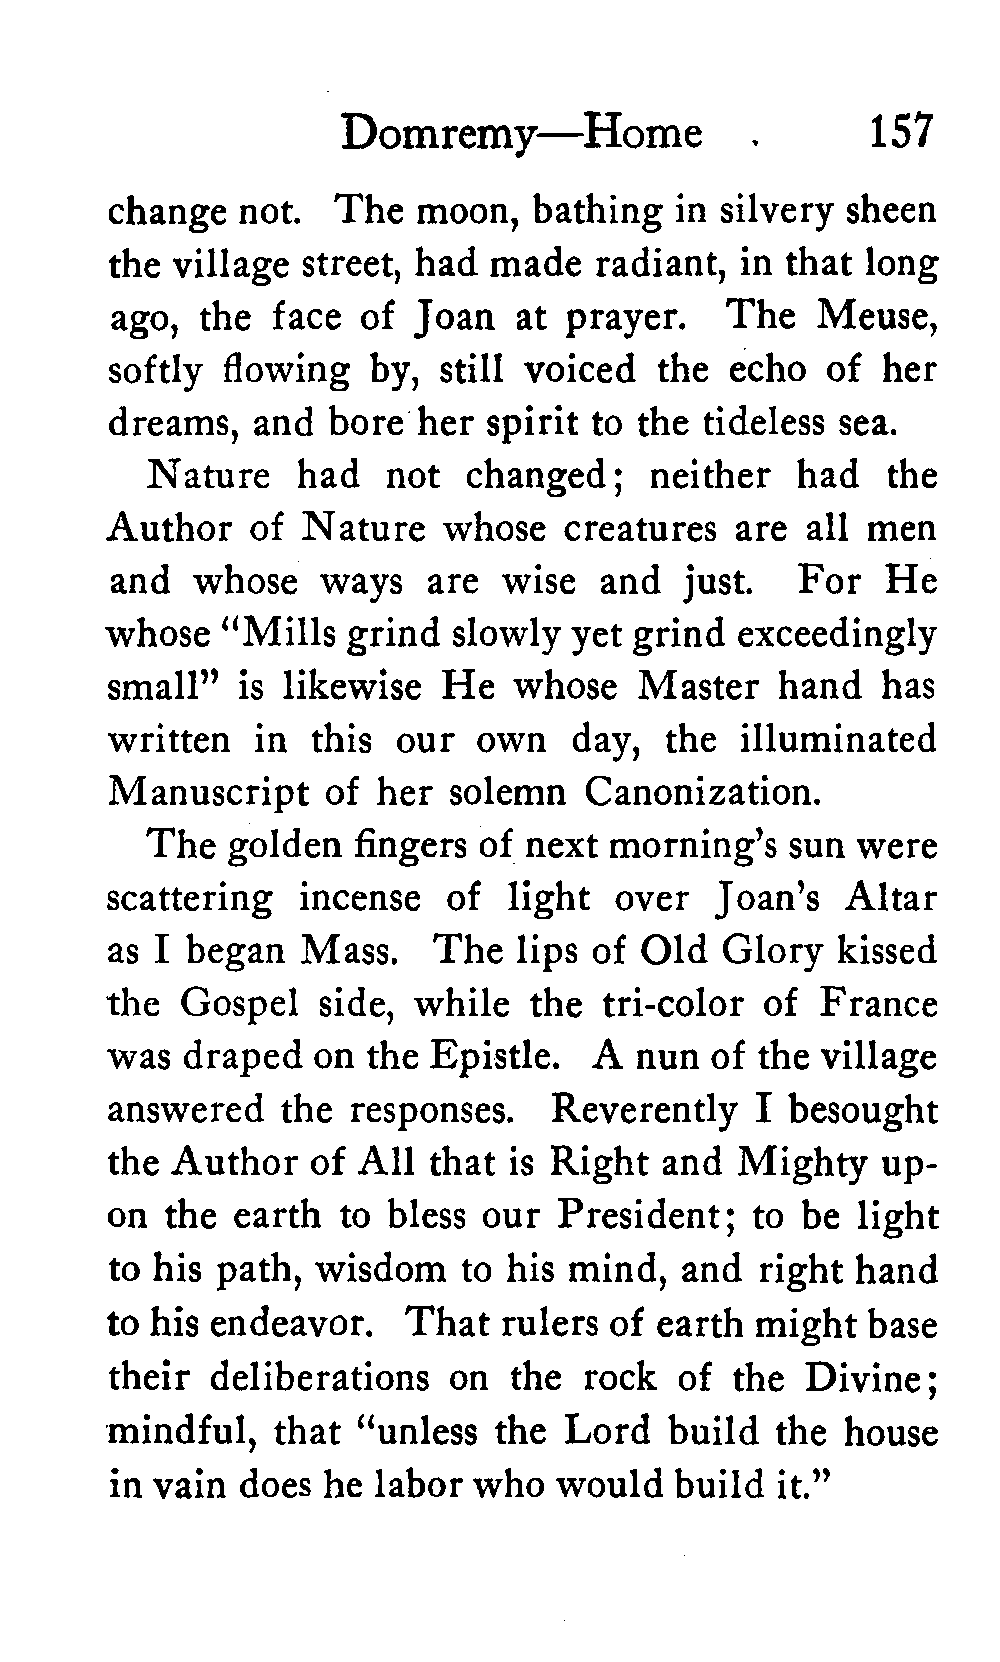 Domremy—Home 157
change not. The moon, bathing in silvery sheen
the village street, had made radiant, in that long
ago, the face of Joan at prayer. The Meuse,
softly flowing by, still voiced the echo of her
dreams, and bore her spirit to the tideless sea.
Nature had not changed; neither had the
Author of Nature whose creatures are all men
and whose ways are wise and just. For He
whose "Mills grind slowly yet grind exceedingly
small" is likewise He whose Master hand has
written in this our own day, the illuminated
Manuscript of her solemn Canonization.
The golden fingers of next morning's sun were
scattering incense of light over Joan's Altar
as I began Mass. The lips of Old Glory kissed
the Gospel side, while the tri-color of France
was draped on the Epistle. A nun of the village
answered the responses. Reverently I besought
the Author of All that is Right and Mighty up-
on the earth to bless our President; to be light
to his path, wisdom to his mind, and right hand
to his endeavor. That rulers of earth might base
their deliberations on the rock of the Divine;
mindful, that "unless the Lord build the house
in vain does he labor who would build it."